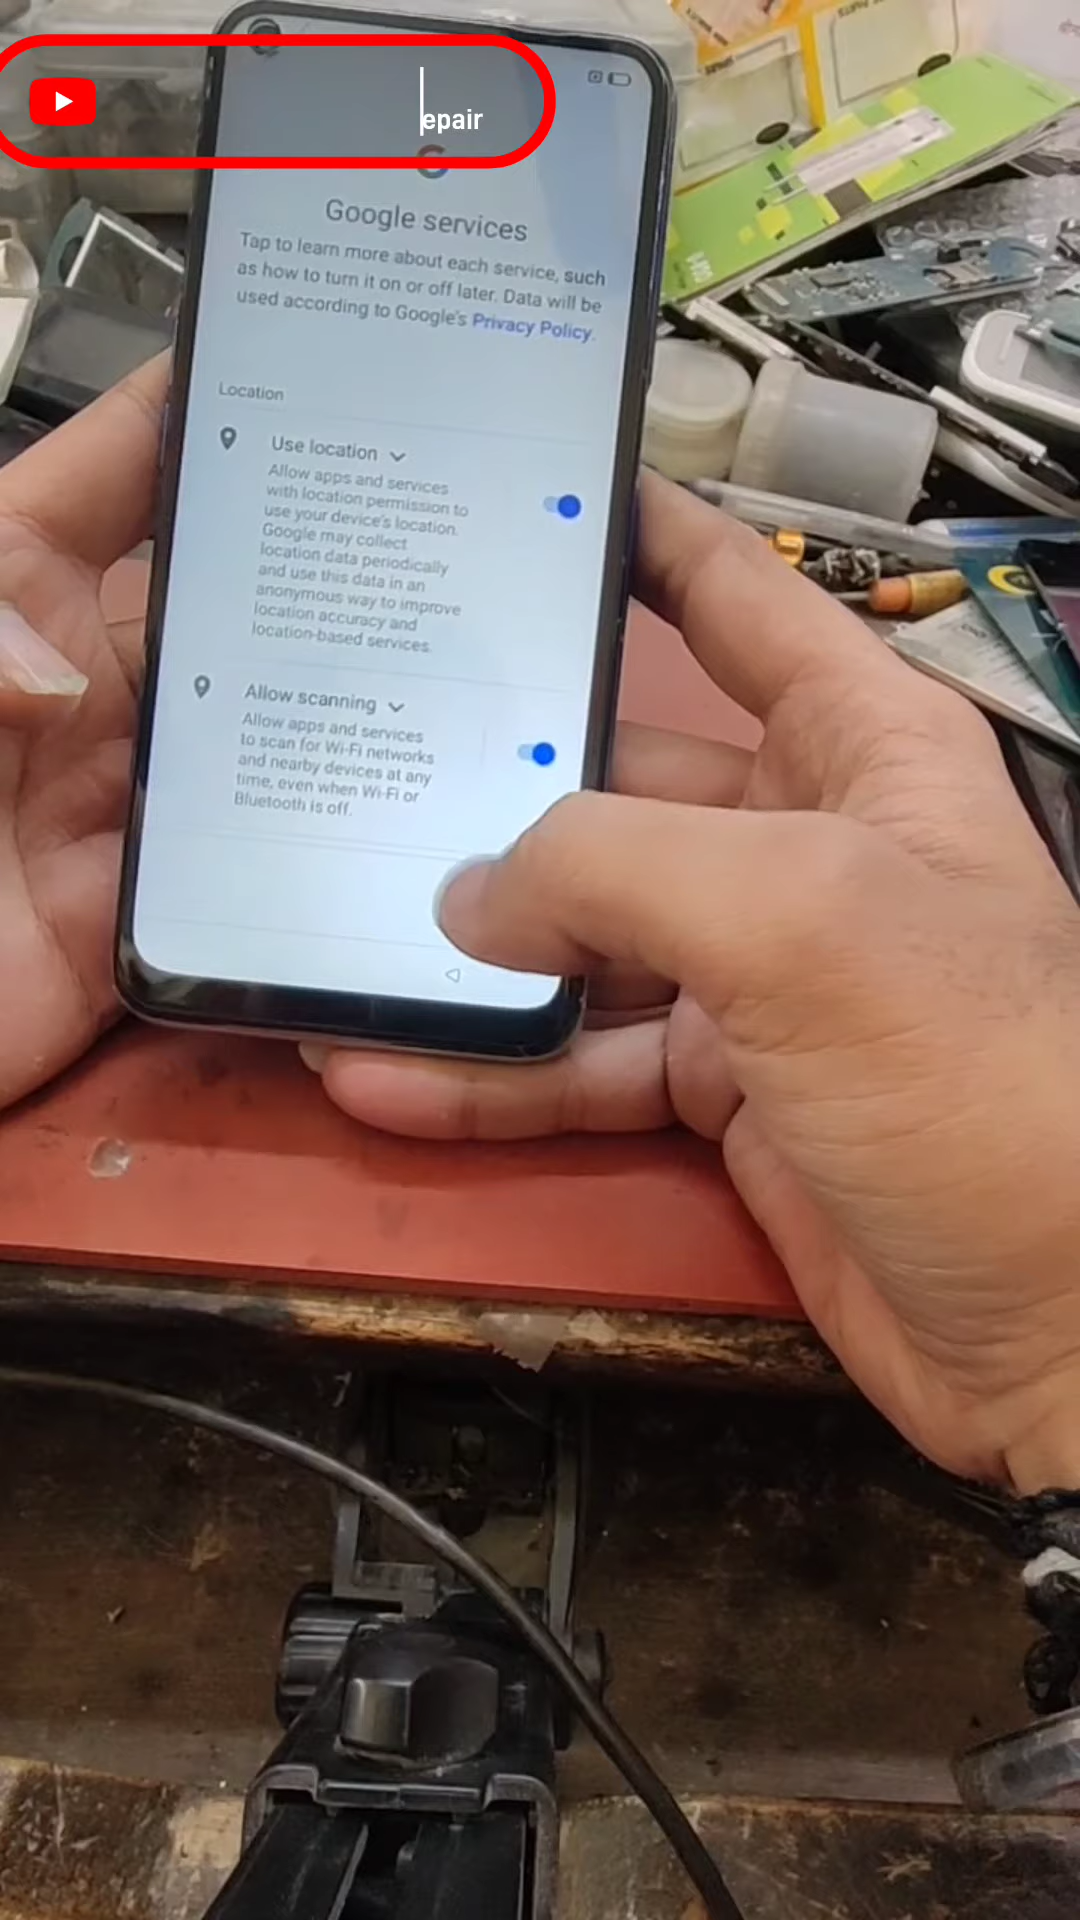 epair
Google services
Tap to learn more about each service, such
as how to turn it on or off later. Data will be
used according to Google's Privacy Policy.
Location
Use location
Allow apps and services
with location permission to
use your device's location.
Google may collect
location data periodically
and use this data in an
anonymous way to improve
location accuracy and
location-based services.
Allow scanning
Allow apps and services
to scan for Wi-Fi networks
and nearby devices at any
time, even when Wi-Fi or
Bluetooth is off.